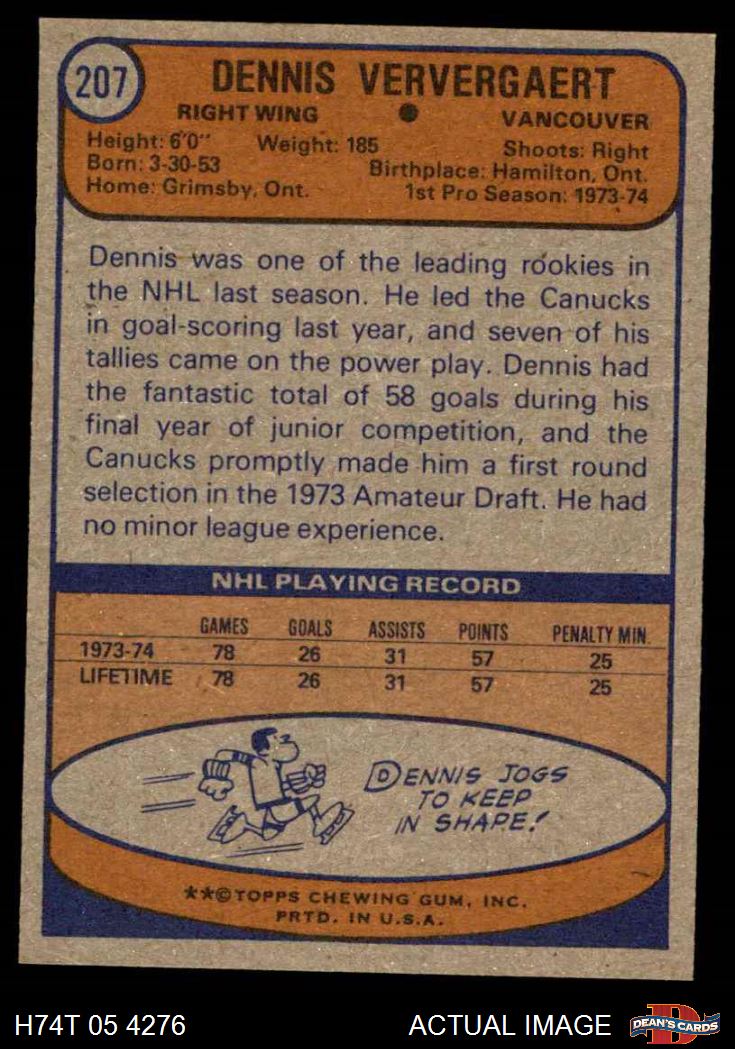 207
DENNIS VERVERGAERT
RIGHT WING ● VANCOUVER
Height: 6'0" Weight: 185 Shoots: Right
Born: 3-30-53 Birthplace: Hamilton, Ont.
Home: Grimsby, Ont. 1st Pro Season: 1973-74
Dennis was one of the leading rookies in
the NHL last season. He led the Canucks
in goal-scoring last year, and seven of his
tallies came on the power play. Dennis had
the fantastic total of 58 goals during his
final year of junior competition, and the
Canucks promptly made him a first round
selection in the 1973 Amateur Draft. He had
no minor league experience.
NHL PLAYING RECORD
GAMES GOALS ASSISTS POINTS PENALTY MIN.
1973-74 78 26 31 57 25
LIFETIME 78 26 31 57 25
DENNIS JOGS
TO KEEP
IN SHAPE!
**©TOPPS CHEWING GUM, INC.
PRTD. IN U.S.A.
H74T 05 4276 ACTUAL IMAGE
D
DEAN'S CARDS